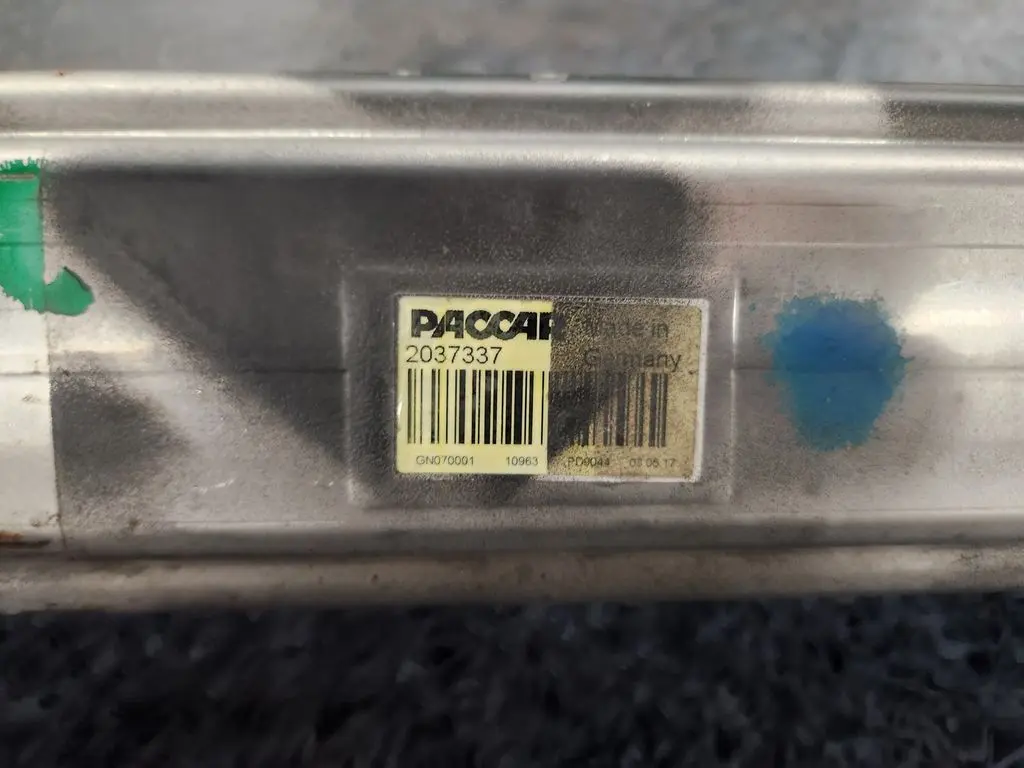 PACCAR
Made in
2037337
Germany
GN070001 10963 PD9044 03.05.17